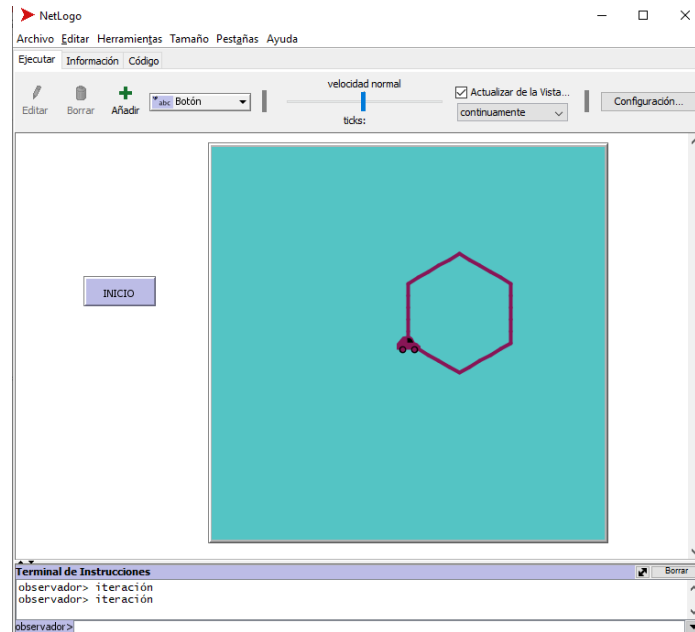 NetLogo
Archivo Editar Herramientas Tamaño Pestañas Ayuda
Ejecutar Información Código
Editar Borrar Añadir abc Botón velocidad normal ticks: Actualizar de la Vista... continuamente Configuración...
INICIO
Terminal de Instrucciones Borrar
observador> iteración
observador> iteración
observador>